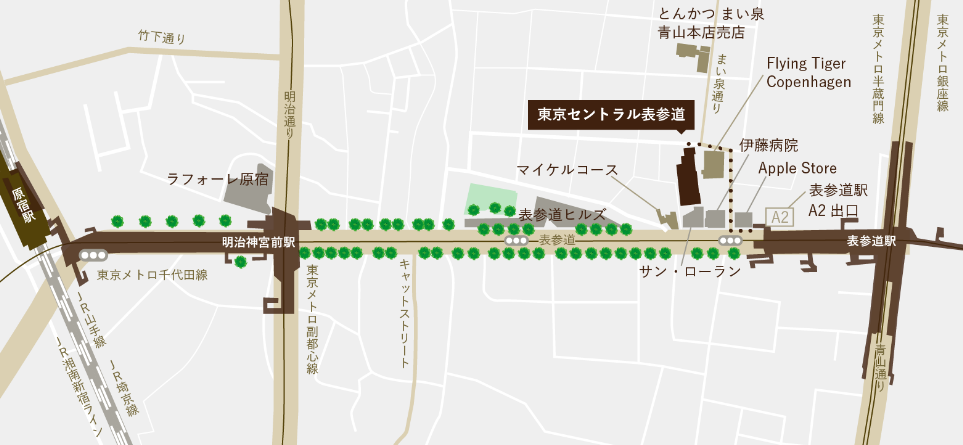 とんかつ まい泉
青山本店売店
竹下通り
まい泉通り
Flying Tiger
Copenhagen
東京メトロ半蔵門線
東京メトロ銀座線
明治通り
東京セントラル表参道
伊藤病院
マイケルコース
Apple Store
ラフォーレ原宿
原宿駅
表参道駅
A2 出口
A2
表参道ヒルズ
明治神宮前駅
表参道
表参道駅
東京メトロ千代田線
サン・ローラン
東京メトロ副都心線
キャットストリート
JR山手線
JR埼京線
JR湘南新宿ライン
青山通り